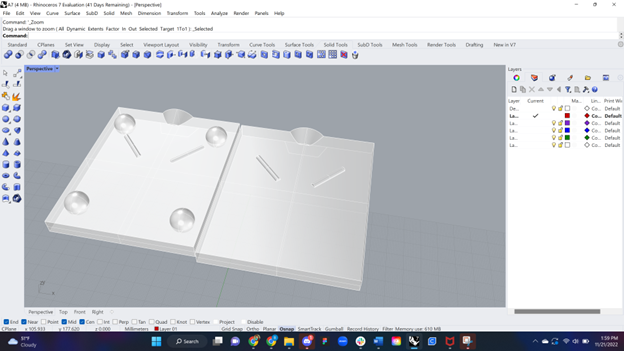 A7 (4 MB) - Rhinoceros 7 Evaluation (41 Days Remaining) - [Perspective]
File Edit View Curve Surface SubD Solid Mesh Dimension Transform Tools Analyze Render Panels Help
Command: '_Zoom
Drag a window to zoom ( All Dynamic Extents Factor In Out Selected Target 1To1 ): _Selected
Command:
Standard CPlanes Set View Display Select Viewport Layout Visibility Transform Curve Tools Surface Tools Solid Tools SubD Tools Mesh Tools Render Tools Drafting New in V7
Perspective
Layers
Layer Current Ma... Lin... Print Wid
De... Co... Default
La... Co... Default
La... Co... Default
La... Co... Default
La... Co... Default
La... Co... Default
Perspective Top Front Right
End Near Point Mid Cen Int Perp Tan Quad Knot Vertex Project Disable
CPlane x 105.933 y 177.620 z 0.000 Millimeters Layer 01 Grid Snap Ortho Planar Osnap SmartTrack Gumball Record History Filter Memory use: 610 MB
51°F
Cloudy
Search
1:59 PM
11/21/2022